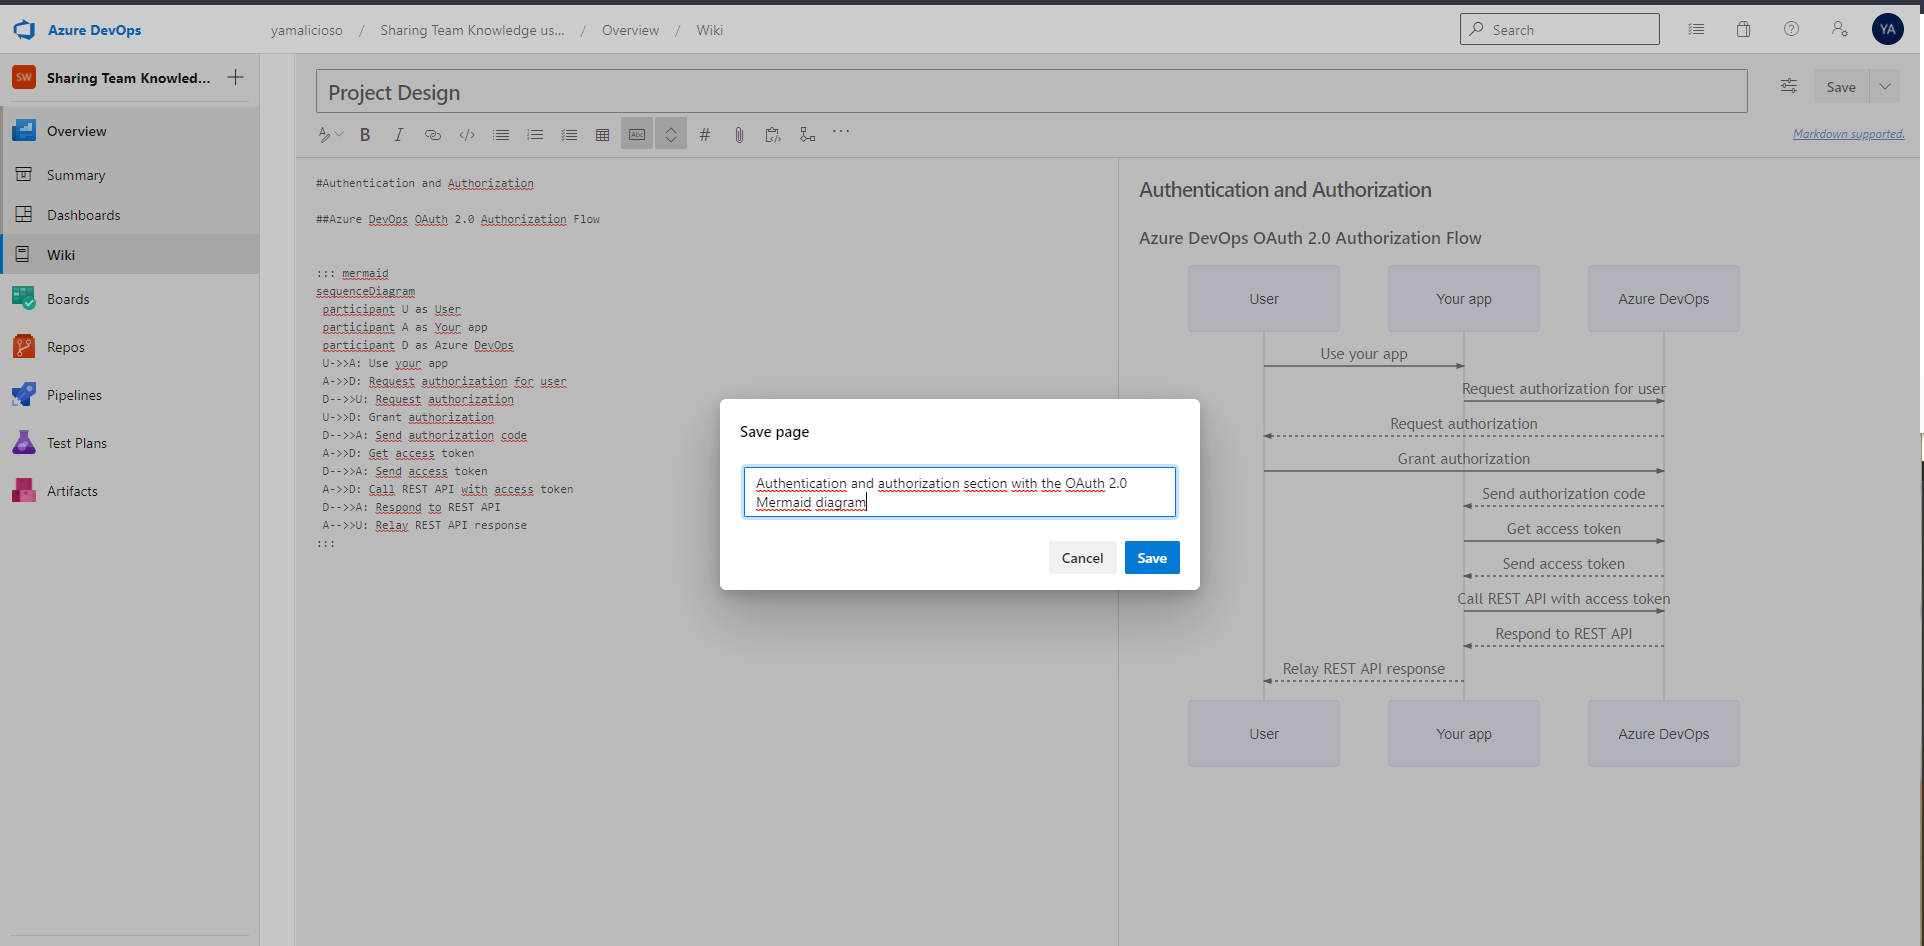 Azure DevOps
yamalicioso / Sharing Team Knowledge us... / Overview / Wiki
Search
YA
SW
Sharing Team Knowled...
Overview
Summary
Dashboards
Wiki
Boards
Repos
Pipelines
Test Plans
Artifacts
Project Design
Save
B I </> Abc # ...
Markdown supported.
#Authentication and Authorization
##Azure DevOps OAuth 2.0 Authorization Flow
::: mermaid
sequenceDiagram
participant U as User
participant A as Your app
participant D as Azure DevOps
U->>A: Use your app
A->>D: Request authorization for user
D-->>U: Request authorization
U->>D: Grant authorization
D-->>A: Send authorization code
A->>D: Get access token
D-->>A: Send access token
A->>D: Call REST API with access token
D-->>A: Respond to REST API
A-->>U: Relay REST API response
:::
Save page
Authentication and authorization section with the OAuth 2.0
Mermaid diagram
Cancel
Save
Authentication and Authorization
Azure DevOps OAuth 2.0 Authorization Flow
User Your app Azure DevOps
Use your app
Request authorization for user
Request authorization
Grant authorization
Send authorization code
Get access token
Send access token
Call REST API with access token
Respond to REST API
Relay REST API response
User Your app Azure DevOps